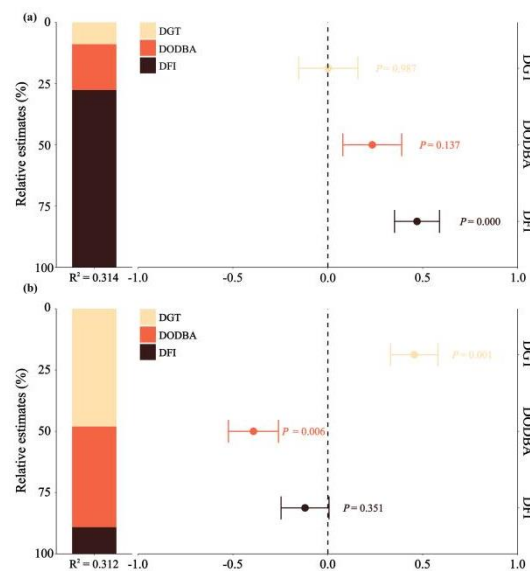 (a)
0
25
50
75
100
Relative estimates (%)
DGT
DODBA
DFI
P = 0.987
P = 0.137
P = 0.000
DGT
DODBA
DFI
R² = 0.314
-1.0
-0.5
0.0
0.5
1.0
(b)
0
25
50
75
100
Relative estimates (%)
DGT
DODBA
DFI
P = 0.001
P = 0.006
P = 0.351
DGT
DODBA
DFI
R² = 0.312
-1.0
-0.5
0.0
0.5
1.0